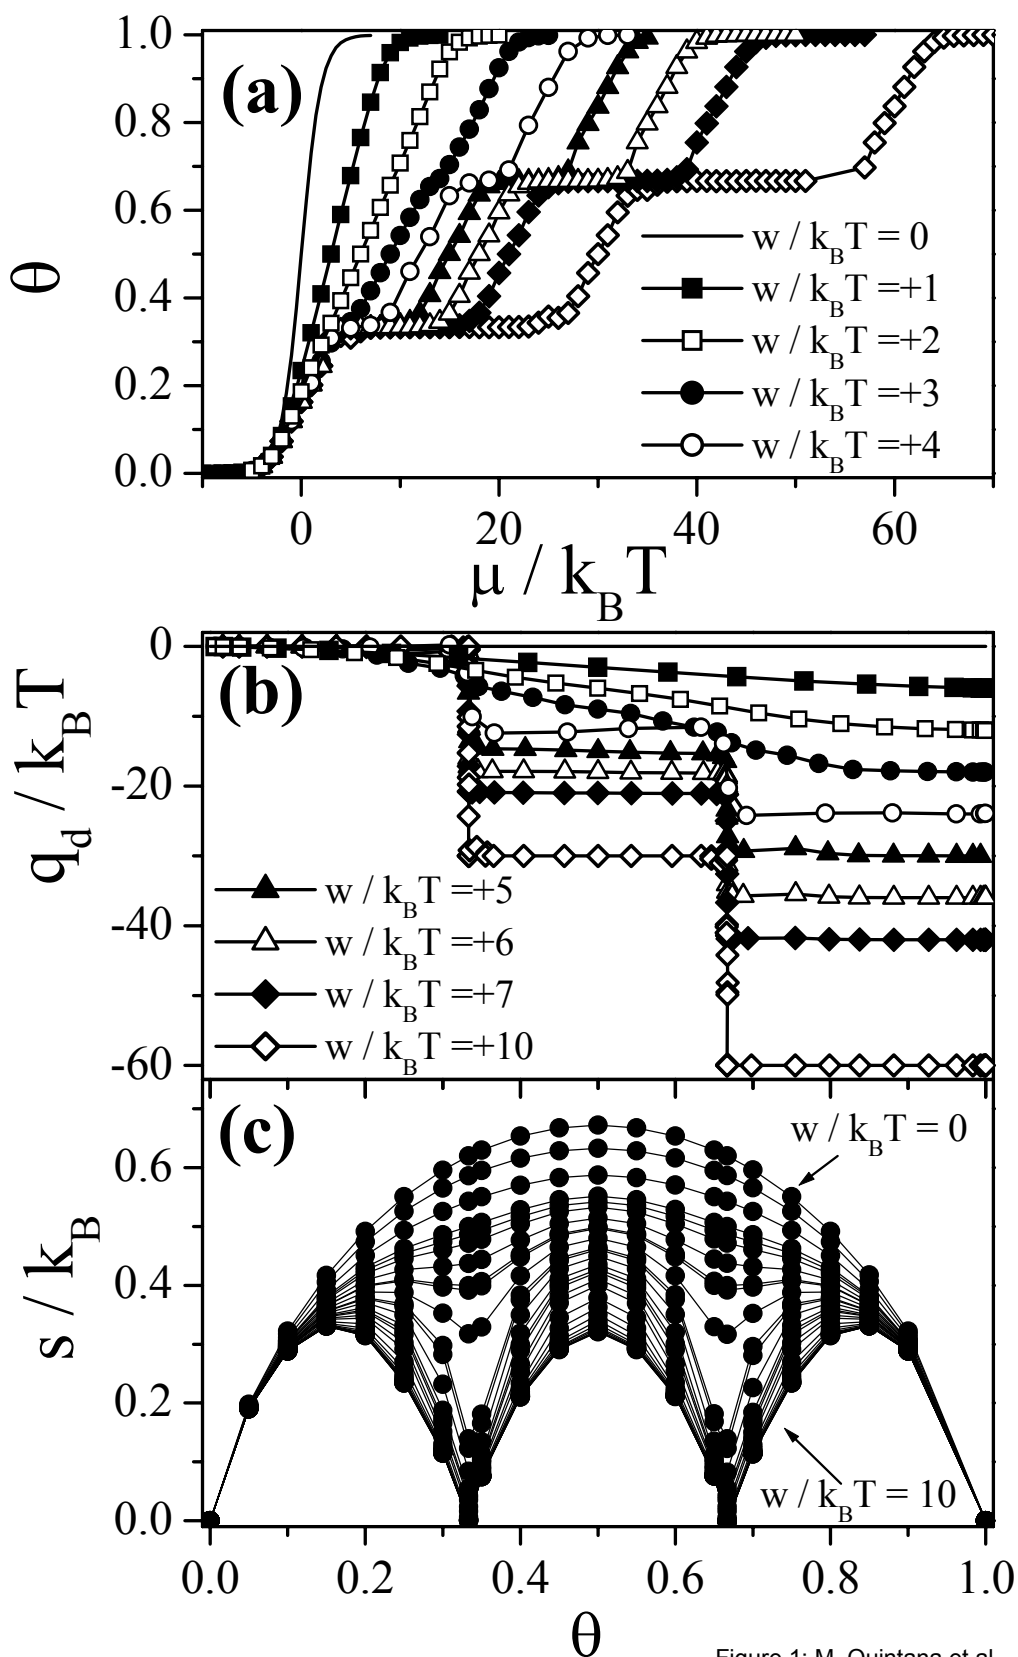 1.0
(a)
0.8
0.6
θ
0.4
0.2
0.0
w / k_BT = 0
w / k_BT =+1
w / k_BT =+2
w / k_BT =+3
w / k_BT =+4
0 20 40 60
μ / k_BT
0
(b)
-20
q_d / k_BT
-40
-60
w / k_BT =+5
w / k_BT =+6
w / k_BT =+7
w / k_BT =+10
(c)
w / k_BT = 0
0.6
0.4
s / k_B
0.2
0.0
w / k_BT = 10
0.0 0.2 0.4 0.6 0.8 1.0
θ
Figure 1: M. Quintana et al